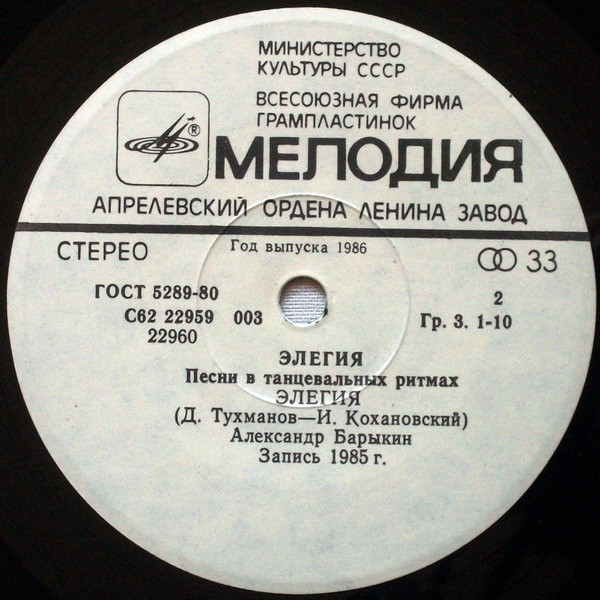 МИНИСТЕРСТВО
КУЛЬТУРЫ СССР
ВСЕСОЮЗНАЯ ФИРМА
ГРАМПЛАСТИНОК
®
МЕЛОДИЯ
АПРЕЛЕВСКИЙ ОРДЕНА ЛЕНИНА ЗАВОД
СТЕРЕО
Год выпуска 1986
33
ГОСТ 5289-80
2
С62 22959 003
Гр. 3. 1-10
22960
ЭЛЕГИЯ
Песни в танцевальных ритмах
ЭЛЕГИЯ
(Д. Тухманов—И. Кохановский)
Александр Барыкин
Запись 1985 г.